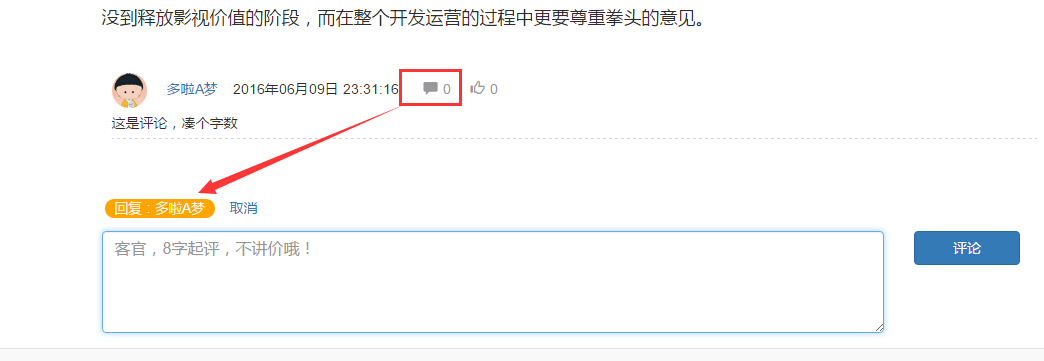 没到释放影视价值的阶段，而在整个开发运营的过程中更要尊重拳头的意见。
多啦A梦 2016年06月09日 23:31:16 0 0
这是评论，凑个字数
回复 : 多啦A梦 取消
客官，8字起评，不讲价哦！
评论